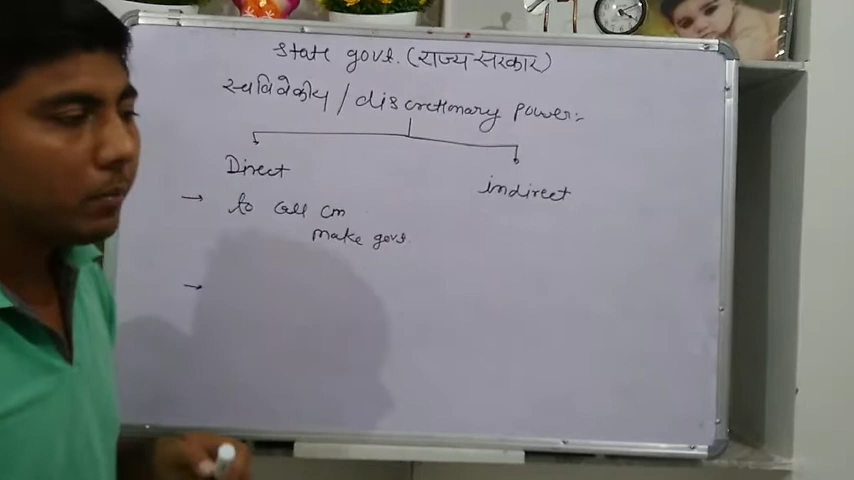 State govt. (राज्य सरकार)
स्वविवेकीय / discretionary power:-
Direct
indirect
→ to call cm
make govt.
→